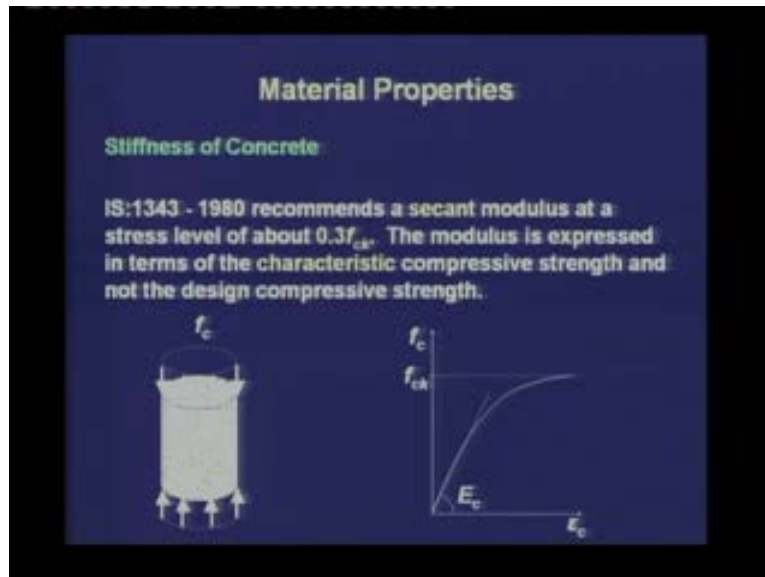 Material Properties
Stiffness of Concrete
IS:1343 - 1980 recommends a secant modulus at a
stress level of about 0.3fck. The modulus is expressed
in terms of the characteristic compressive strength and
not the design compressive strength.
fc
fc
fck
Ec
εc